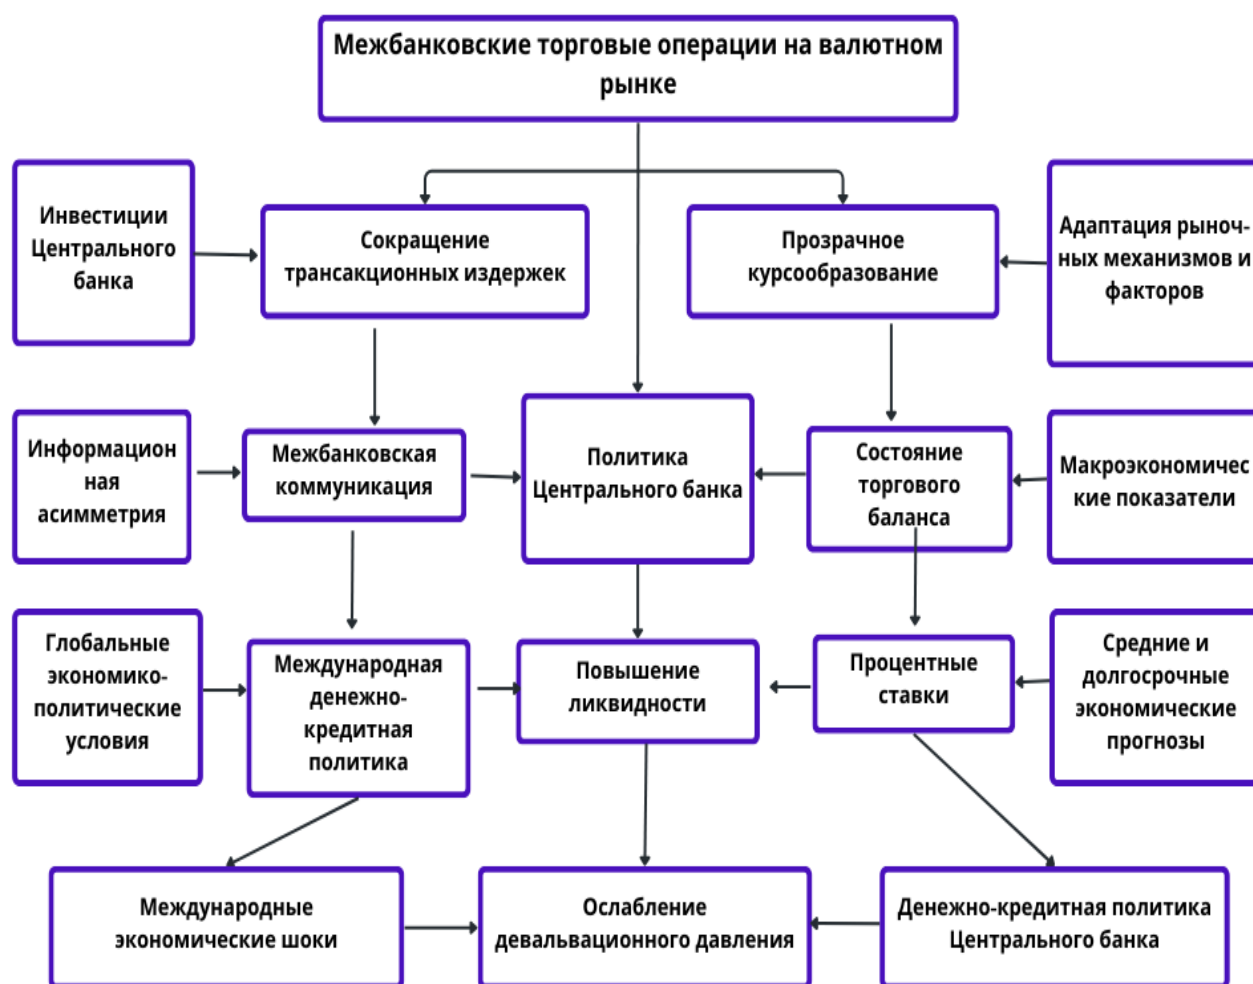 Межбанковские торговые операции на валютном
рынке
Инвестиции
Центрального
банка
Сокращение
трансакционных издержек
Прозрачное
курсообразование
Адаптация рыноч-
ных механизмов и
факторов
Информацион
ная
асимметрия
Межбанковская
коммуникация
Политика
Центрального банка
Состояние
торгового
баланса
Макроэкономичес
кие показатели
Глобальные
экономико-
политические
условия
Международная
денежно-
кредитная
политика
Повышение
ликвидности
Процентные
ставки
Средние и
долгосрочные
экономические
прогнозы
Международные
экономические шоки
Ослабление
девальвационного давления
Денежно-кредитная политика
Центрального банка